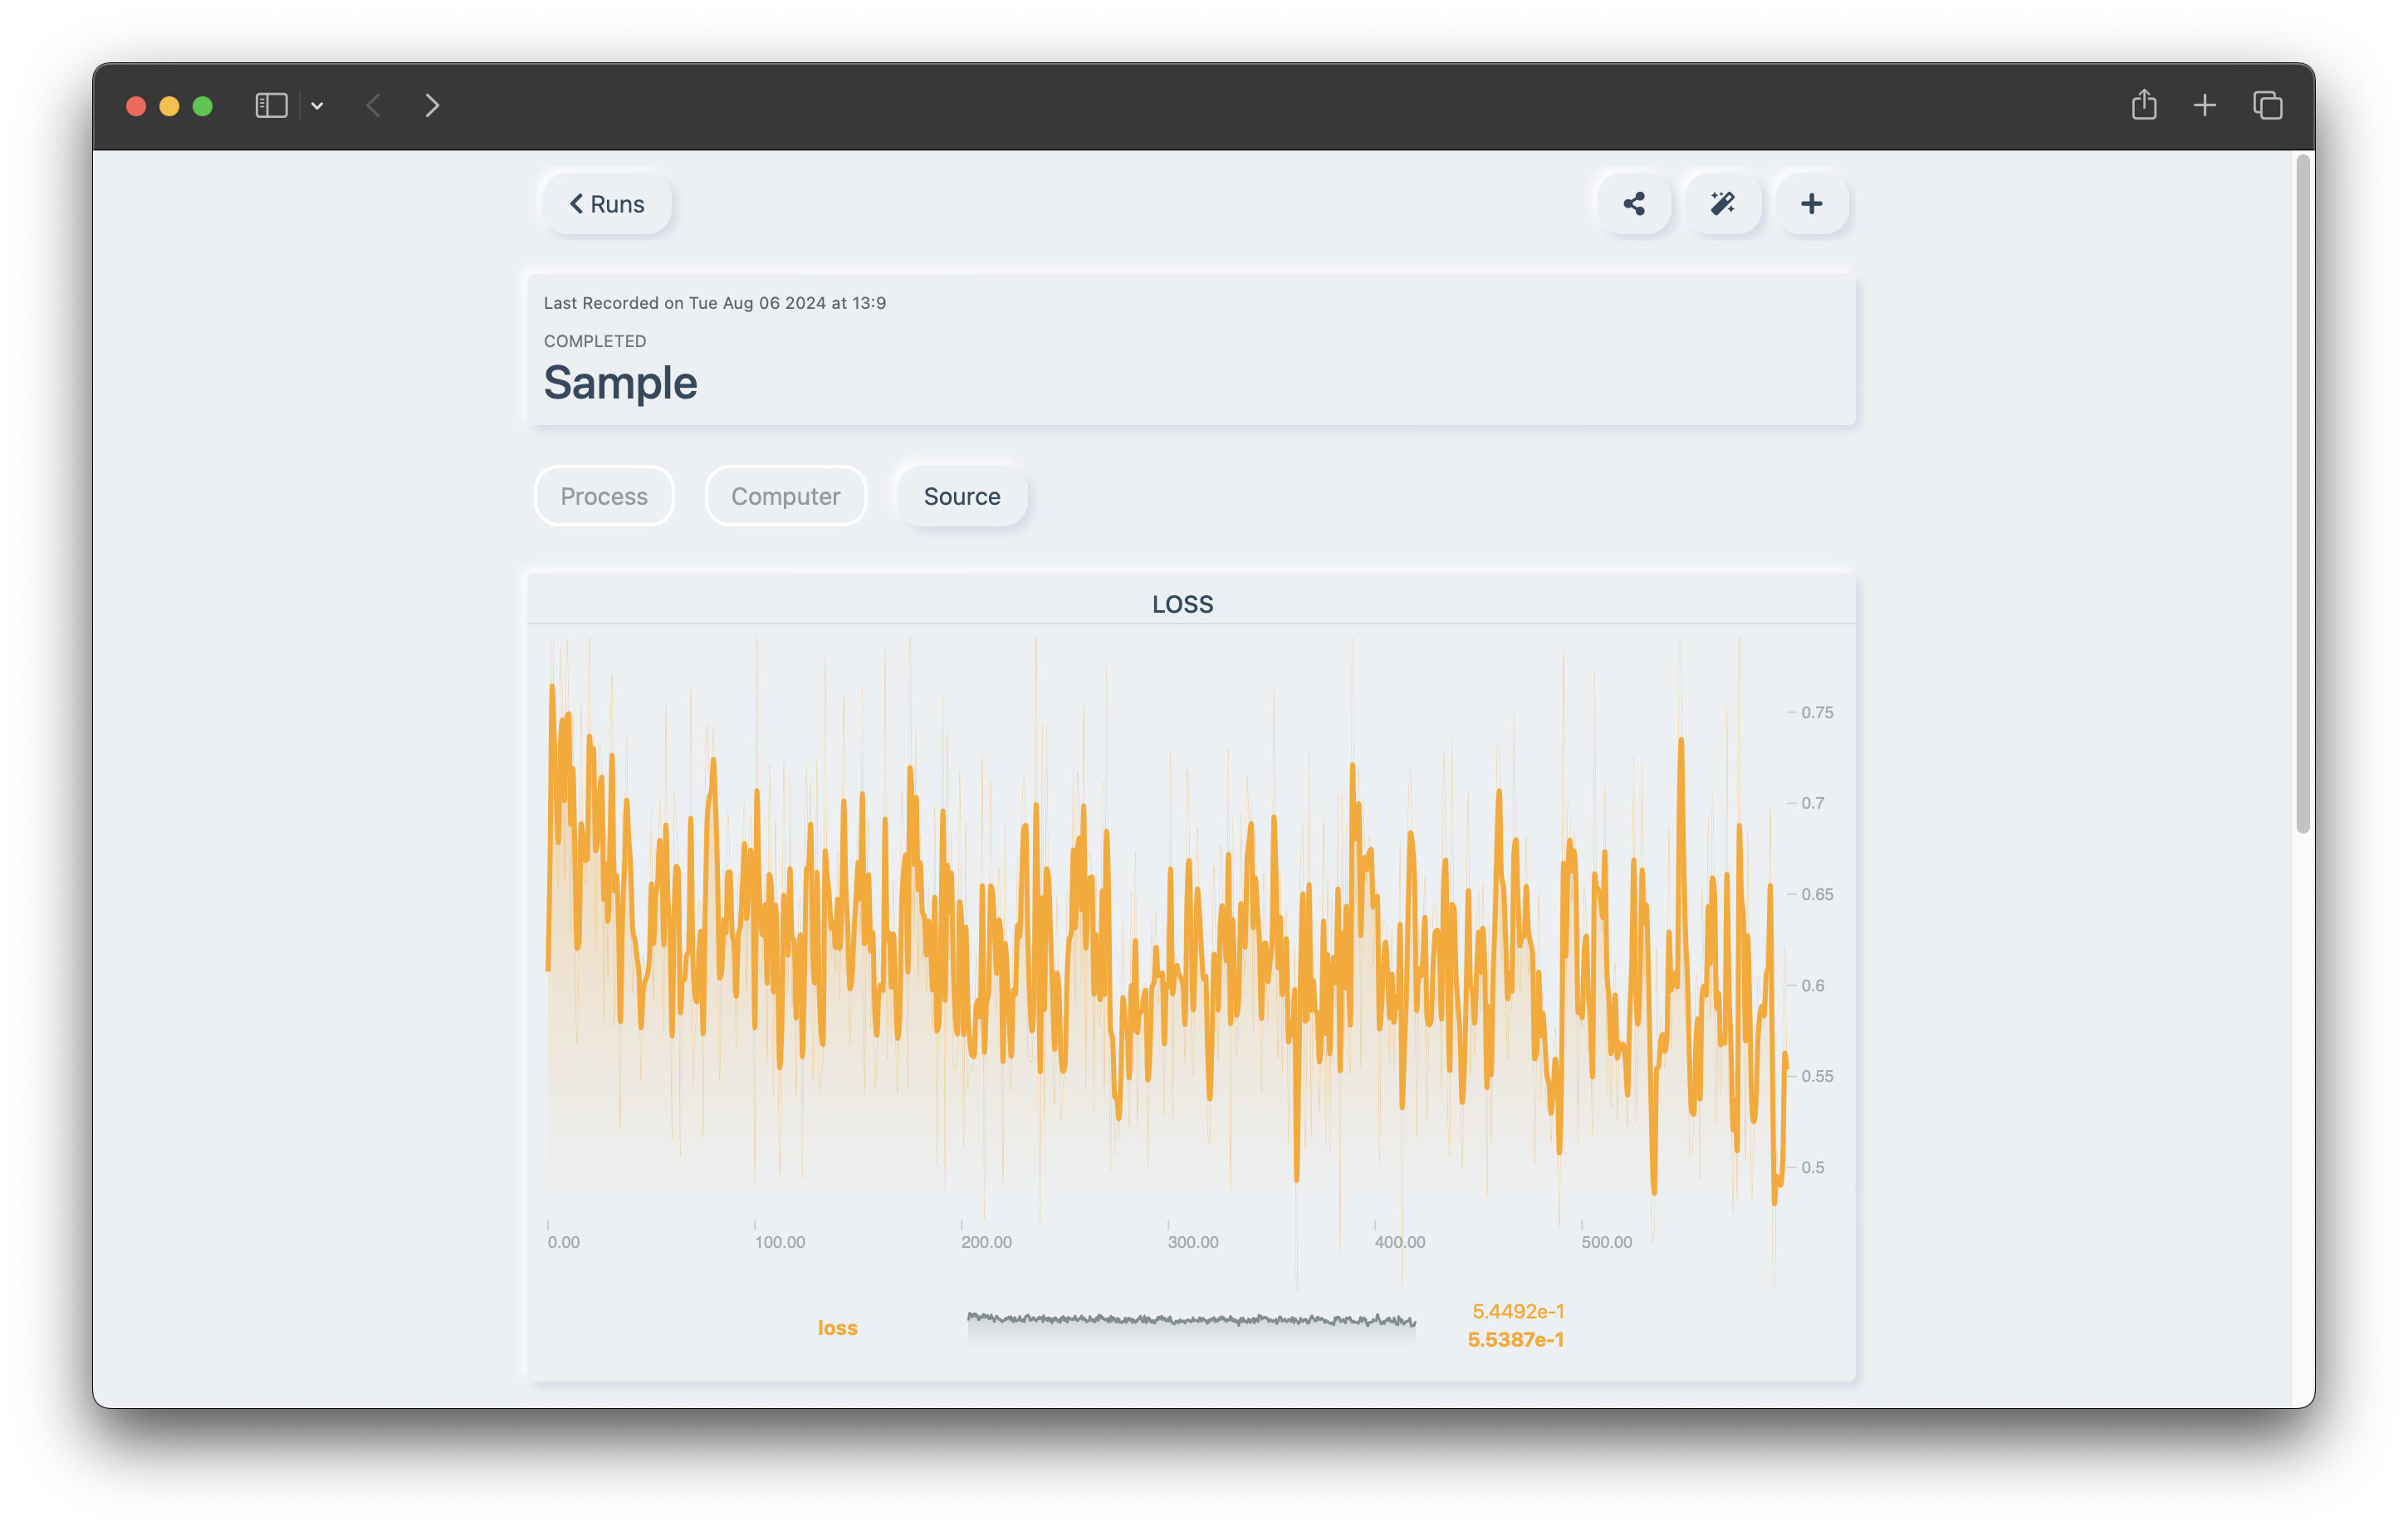 Runs
Last Recorded on Tue Aug 06 2024 at 13:9
COMPLETED
Sample
Process
Computer
Source
LOSS
0.75
0.7
0.65
0.6
0.55
0.5
0.00
100.00
200.00
300.00
400.00
500.00
loss
5.4492e-1
5.5387e-1